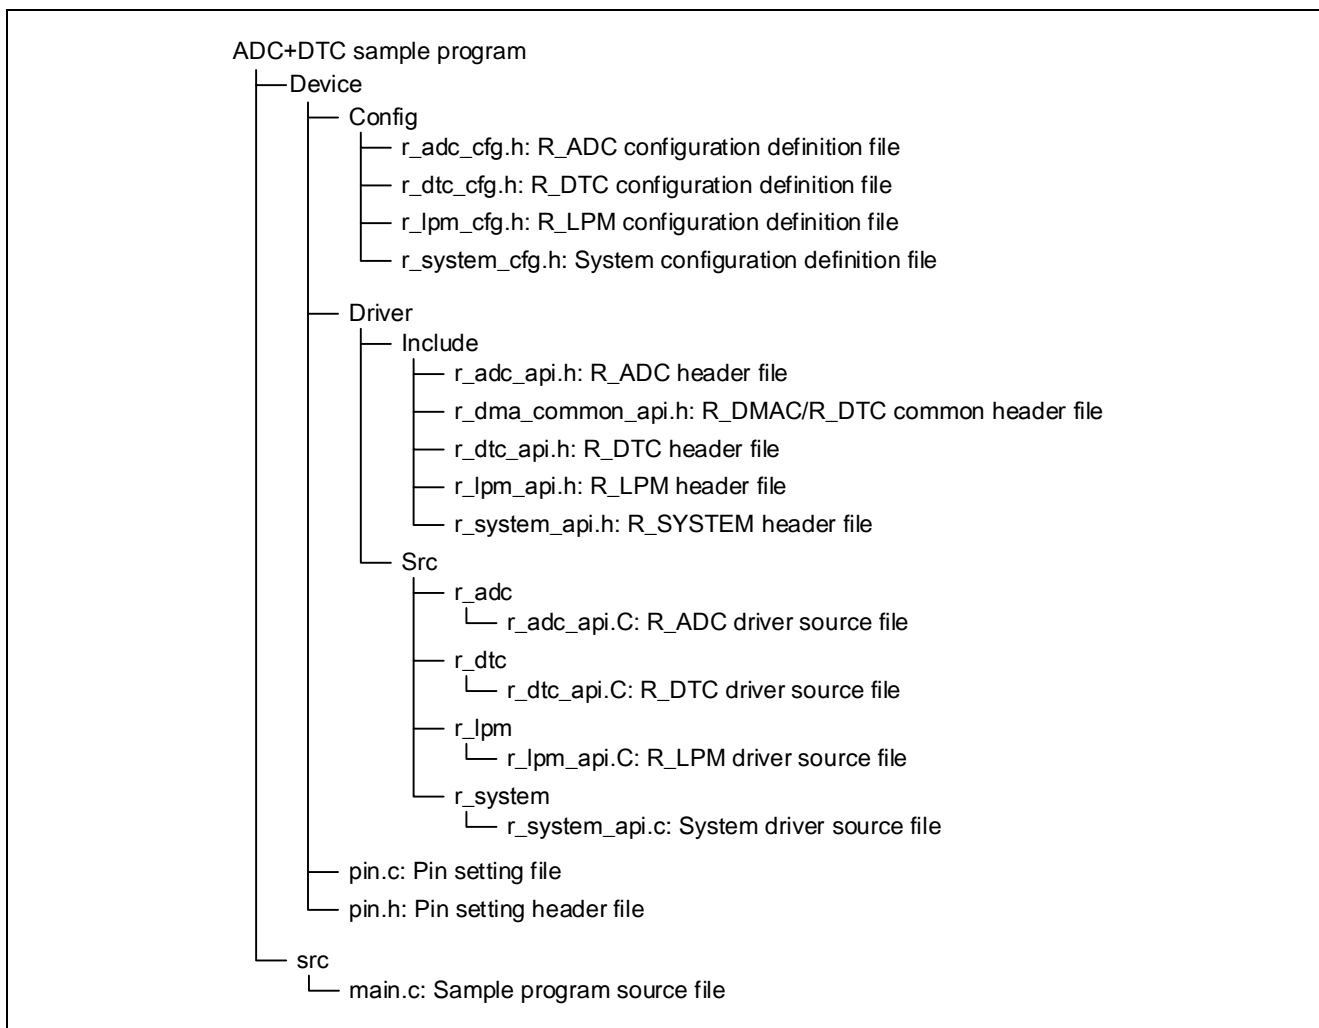 ADC+DTC sample program
Device
Config
r_adc_cfg.h: R_ADC configuration definition file
r_dtc_cfg.h: R_DTC configuration definition file
r_lpm_cfg.h: R_LPM configuration definition file
r_system_cfg.h: System configuration definition file
Driver
Include
r_adc_api.h: R_ADC header file
r_dma_common_api.h: R_DMAC/R_DTC common header file
r_dtc_api.h: R_DTC header file
r_lpm_api.h: R_LPM header file
r_system_api.h: R_SYSTEM header file
Src
r_adc
r_adc_api.C: R_ADC driver source file
r_dtc
r_dtc_api.C: R_DTC driver source file
r_lpm
r_lpm_api.C: R_LPM driver source file
r_system
r_system_api.c: System driver source file
pin.c: Pin setting file
pin.h: Pin setting header file
src
main.c: Sample program source file